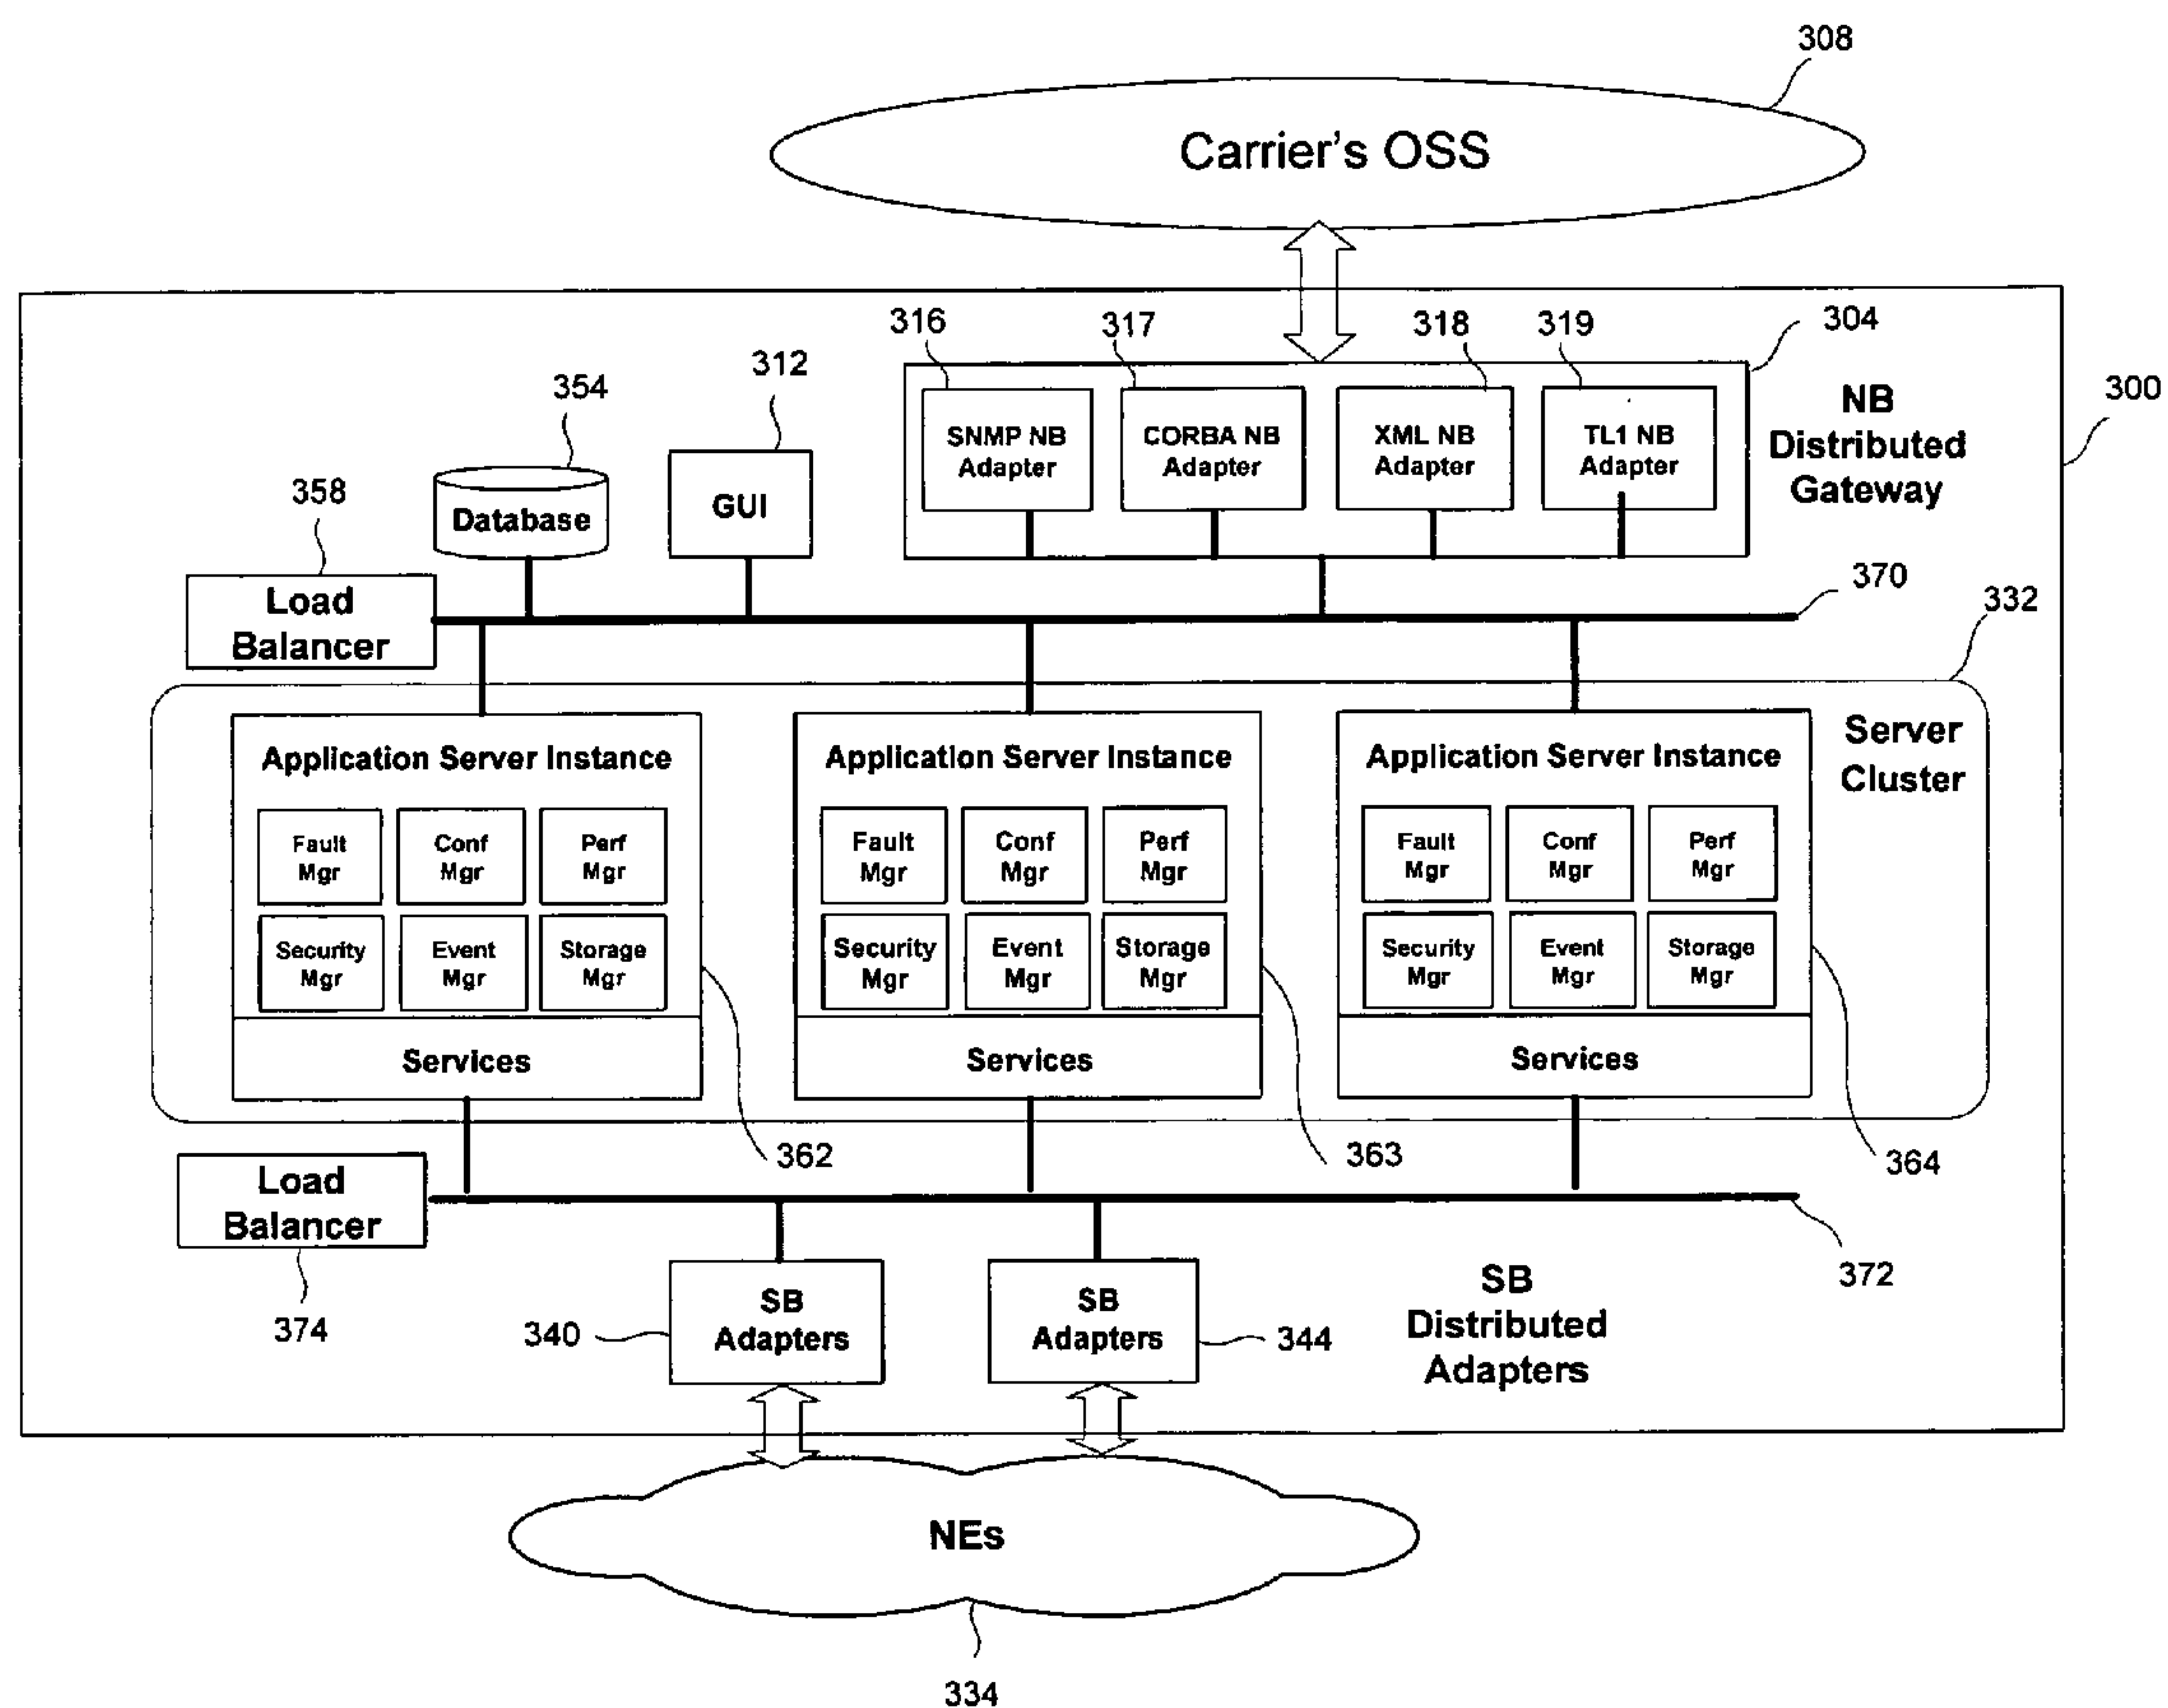 308
Carrier's OSS
316
317
318
319
304
312
354
300
NB
Distributed
Gateway
SNMP NB
Adapter
CORBA NB
Adapter
XML NB
Adapter
TL1 NB
Adapter
358
Database
GUI
370
332
Load
Balancer
Server
Cluster
Application Server Instance
Fault
Mgr
Conf
Mgr
Perf
Mgr
Security
Mgr
Event
Mgr
Storage
Mgr
Services
Application Server Instance
Fault
Mgr
Conf
Mgr
Perf
Mgr
Security
Mgr
Event
Mgr
Storage
Mgr
Services
Application Server Instance
Fault
Mgr
Conf
Mgr
Perf
Mgr
Security
Mgr
Event
Mgr
Storage
Mgr
Services
362
363
364
Load
Balancer
372
374
340
SB
Adapters
SB
Adapters
344
SB
Distributed
Adapters
NEs
334